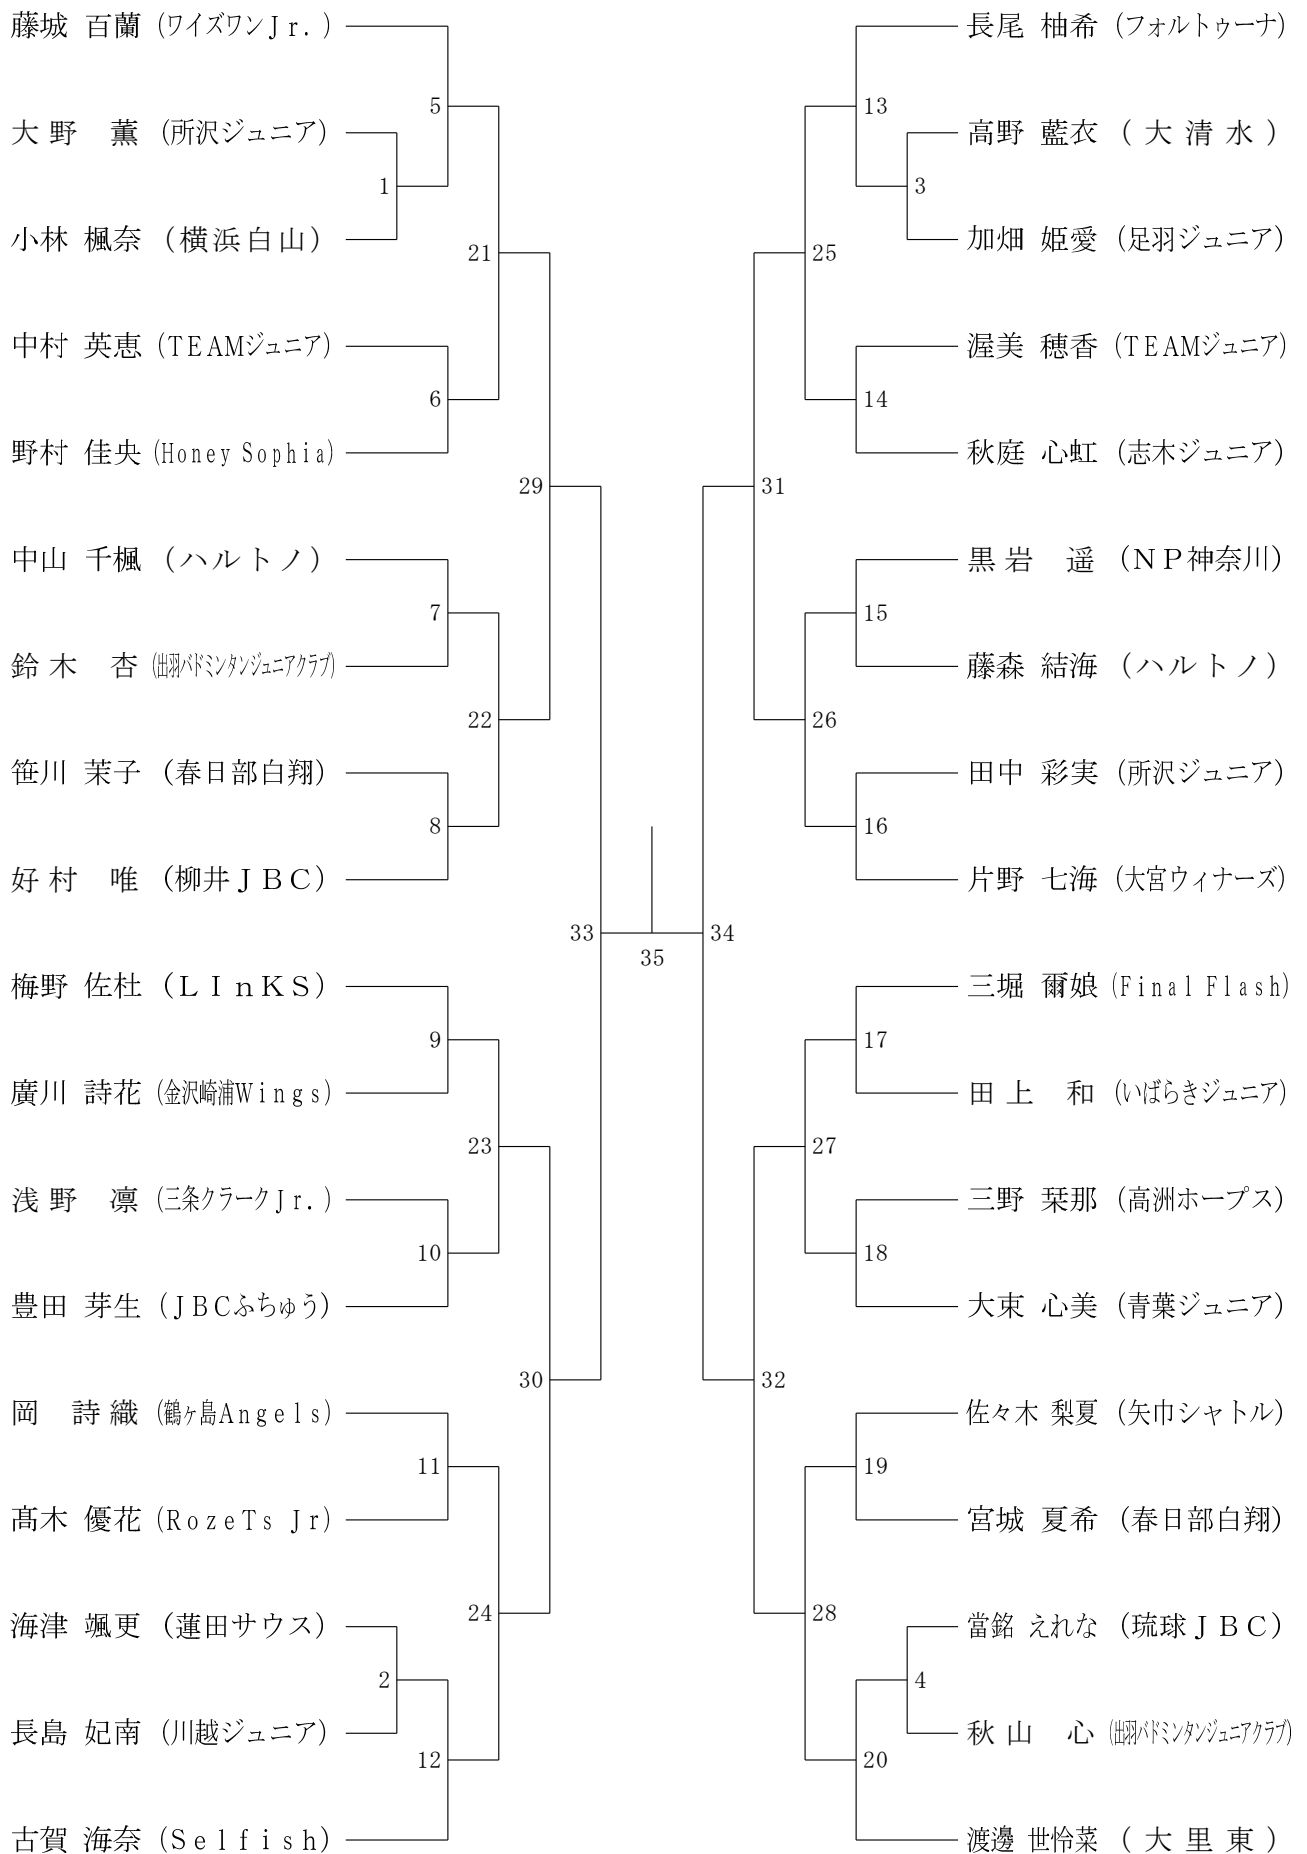 藤城 百蘭 (ワイズワンJr.)
5
大野 薫 (所沢ジュニア)
1
小林 楓奈 (横浜白山)
21
中村 英恵 (TEAMジュニア)
6
野村 佳央 (Honey Sophia)
29
中山 千楓 (ハルトノ)
7
鈴木 杏 (出羽バドミンタンジュニアクラブ)
22
笹川 茉子 (春日部白翔)
8
好村 唯 (柳井JBC)
33
梅野 佐杜 (LInKS)
9
廣川 詩花 (金沢崎浦Wings)
23
浅野 凛 (三条クラークJr.)
10
豊田 芽生 (JBCふちゅう)
30
岡 詩織 (鶴ヶ島Angels)
11
髙木 優花 (RozeTs Jr)
24
海津 颯更 (蓮田サウス)
2
長島 妃南 (川越ジュニア)
12
古賀 海奈 (Selfish)
35
長尾 柚希 (フォルトゥーナ)
13
高野 藍衣 (大清水)
3
加畑 姫愛 (足羽ジュニア)
25
渥美 穂香 (TEAMジュニア)
14
秋庭 心虹 (志木ジュニア)
31
黒岩 遥 (NP神奈川)
15
藤森 結海 (ハルトノ)
26
田中 彩実 (所沢ジュニア)
16
片野 七海 (大宮ウィナーズ)
34
三堀 爾娘 (Final Flash)
17
田上 和 (いばらきジュニア)
27
三野 栞那 (高洲ホープス)
18
大束 心美 (青葉ジュニア)
32
佐々木 梨夏 (矢巾シャトル)
19
宮城 夏希 (春日部白翔)
28
當銘 えれな (琉球JBC)
4
秋山 心 (出羽バドミンタンジュニアクラブ)
20
渡邊 世怜菜 (大里東)